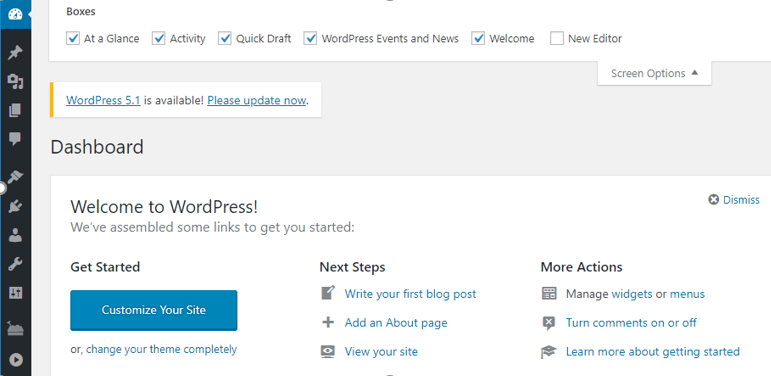 Boxes
At a Glance Activity Quick Draft WordPress Events and News Welcome New Editor
Screen Options
WordPress 5.1 is available! Please update now.
Dashboard
Welcome to WordPress!
Dismiss
We've assembled some links to get you started:
Get Started
Customize Your Site
or, change your theme completely
Next Steps
Write your first blog post
Add an About page
View your site
More Actions
Manage widgets or menus
Turn comments on or off
Learn more about getting started